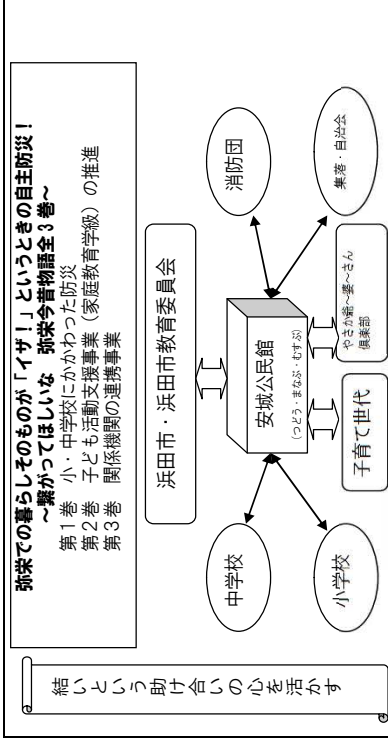 弥栄での暮らしそのものが「イザ！」というときの自主防災！
～繋がってほしいな　弥栄今昔物語全３巻～
第１巻　小・中学校にかかわった防災
第２巻　子ども活動支援事業（家庭教育学級）の推進
第３巻　関係機関の連携事業
結いという助け合いの心を活かす
浜田市・浜田市教育委員会
中学校
消防団
安城公民館
（つどう・まなぶ・むすぶ）
小学校
子育て世代
やさか爺～婆～さん
倶楽部
集落・自治会